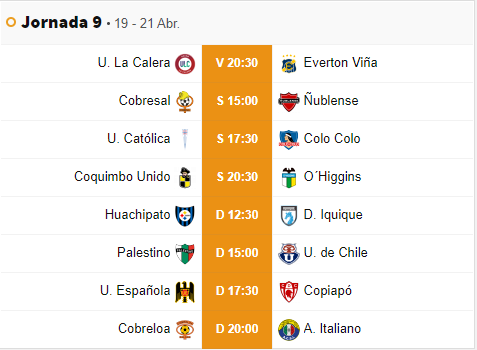 Jornada 9 • 19 - 21 Abr.
U. La Calera V 20:30 Everton Viña
Cobresal S 15:00 Ñublense
U. Católica S 17:30 Colo Colo
Coquimbo Unido S 20:30 O´Higgins
Huachipato D 12:30 D. Iquique
Palestino D 15:00 U. de Chile
U. Española D 17:30 Copiapó
Cobreloa D 20:00 A. Italiano